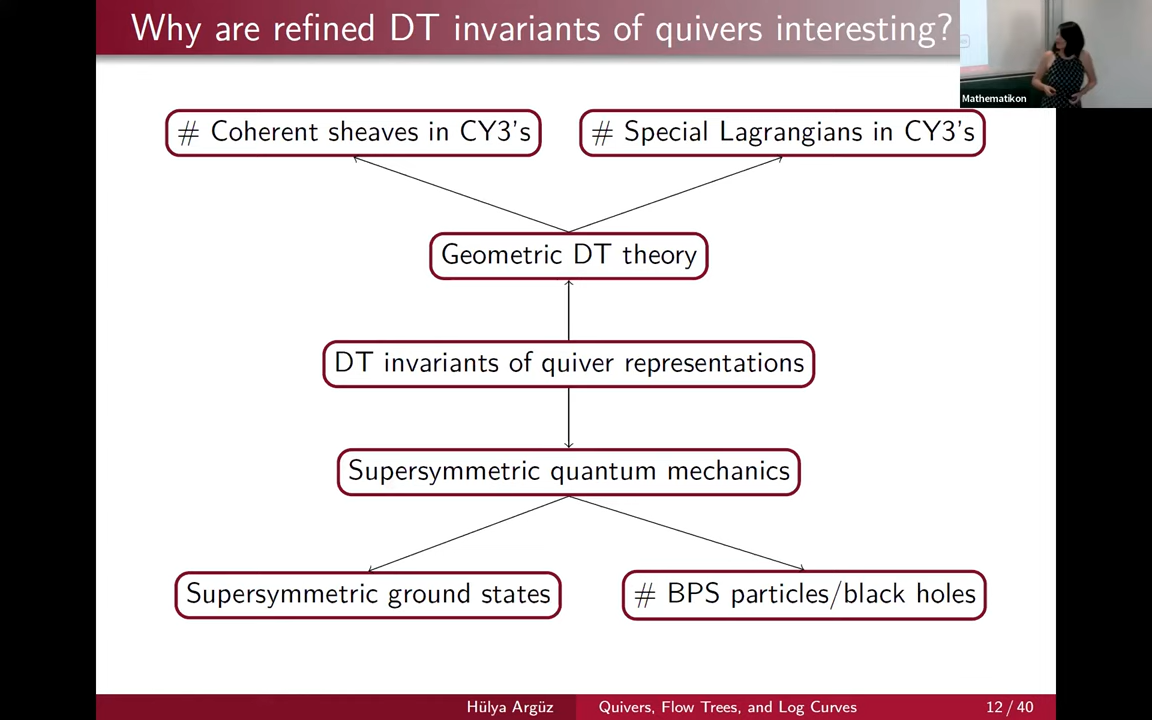 Why are refined DT invariants of quivers interesting?
Mathematikon
# Coherent sheaves in CY3's
# Special Lagrangians in CY3's
Geometric DT theory
DT invariants of quiver representations
Supersymmetric quantum mechanics
Supersymmetric ground states
# BPS particles/black holes
Hülya Argüz
Quivers, Flow Trees, and Log Curves
12 / 40